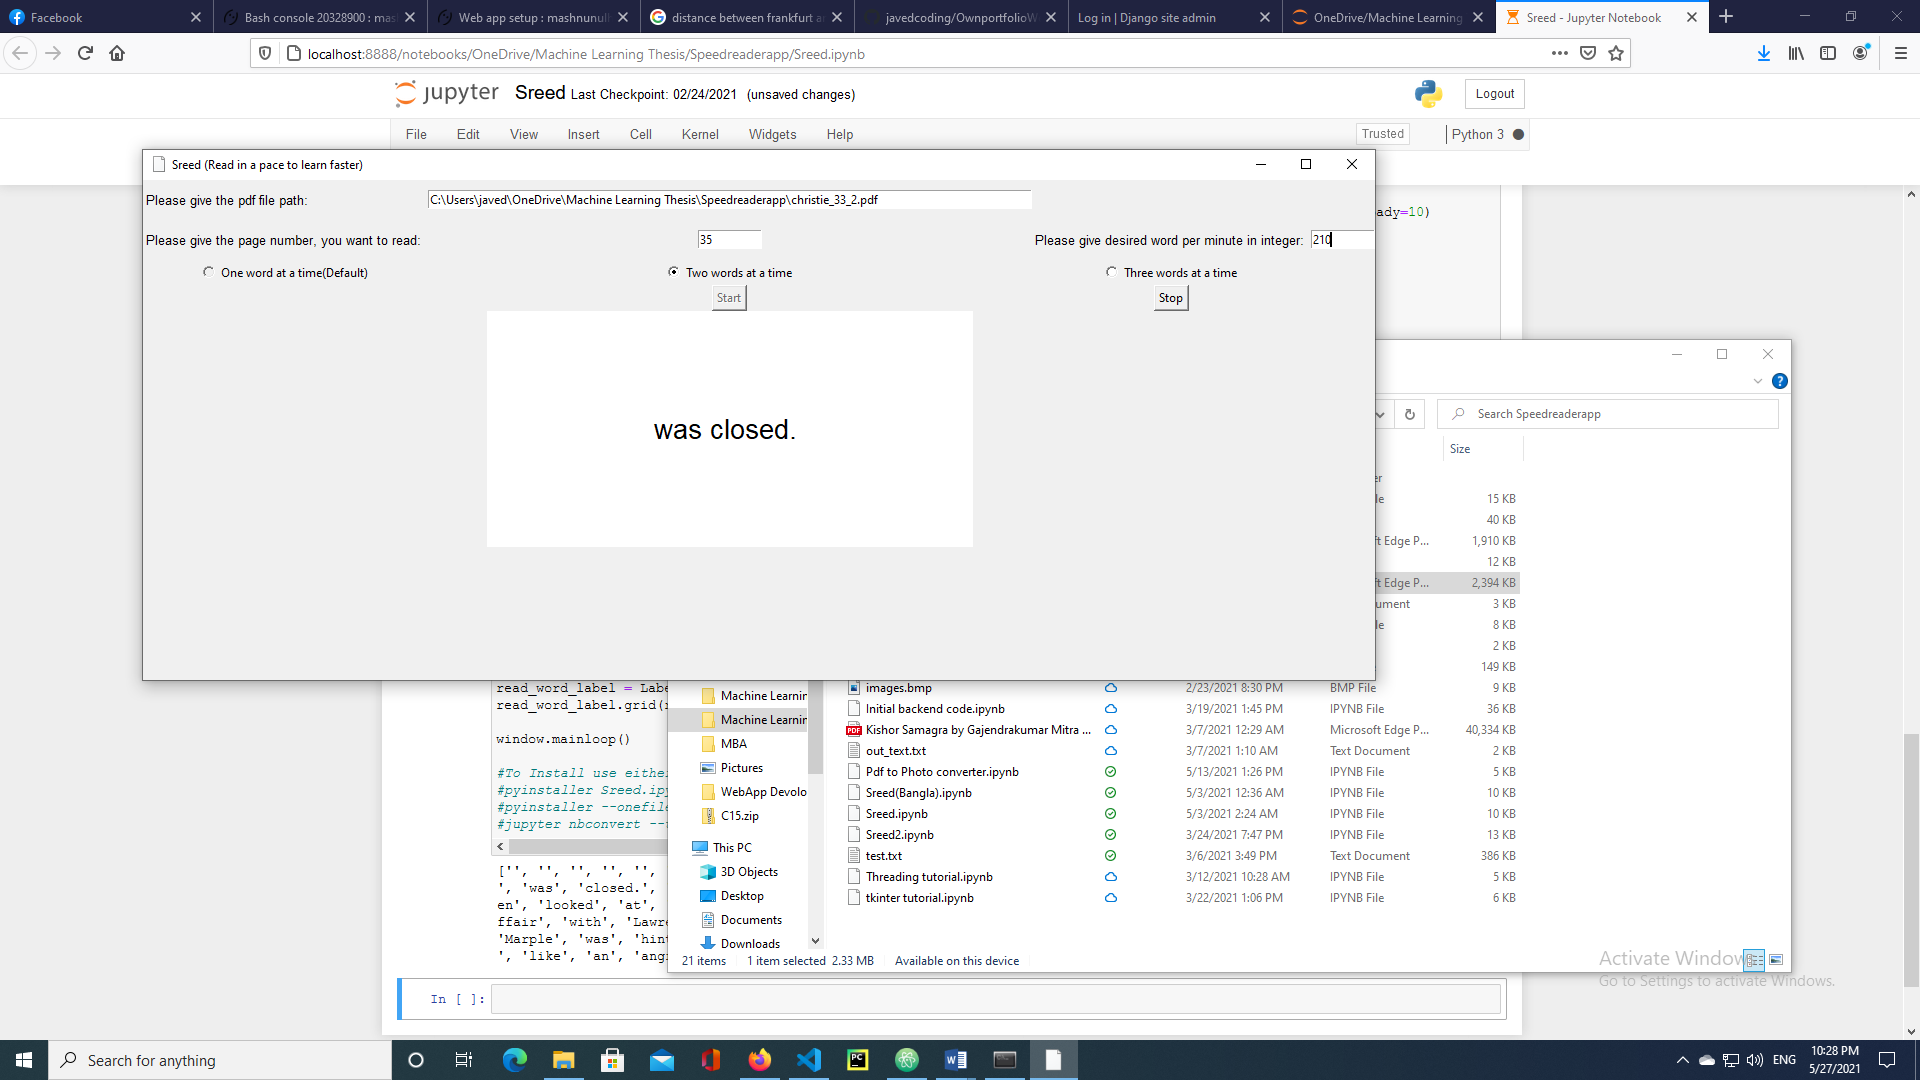 Facebook
Bash console 20328900 : mas
Web app setup : mashnunul
distance between frankfurt a
javedcoding/OwnportfolioW
Log in | Django site admin
OneDrive/Machine Learning
Sreed - Jupyter Notebook
localhost:8888/notebooks/OneDrive/Machine Learning Thesis/Speedreaderapp/Sreed.ipynb
jupyter Sreed Last Checkpoint: 02/24/2021 (unsaved changes)
Logout
File Edit View Insert Cell Kernel Widgets Help
Trusted Python 3
Sreed (Read in a pace to learn faster)
Please give the pdf file path: C:\Users\javed\OneDrive\Machine Learning Thesis\Speedreaderapp\christie_33_2.pdf
ady=10)
Please give the page number, you want to read: 35 Please give desired word per minute in integer: 210
One word at a time(Default) Two words at a time Three words at a time
Start Stop
was closed.
Search Speedreaderapp
Size
er
le 15 KB
40 KB
ft Edge P... 1,910 KB
12 KB
ft Edge P... 2,394 KB
ument 3 KB
le 8 KB
2 KB
149 KB
read_word_label = Labe
read_word_label.grid(r
window.mainloop()
#To Install use eithe
#pyinstaller Sreed.ipy
#pyinstaller --onefile
#jupyter nbconvert --t
['', '', '', '', '',
', 'was', 'closed.',
en', 'looked', 'at',
ffair', 'with', 'Lawre
'Marple', 'was', 'hint
', 'like', 'an', 'angr
In [ ]:
Machine Learnin
Machine Learnin
MBA
Pictures
WebApp Devolo
C15.zip
This PC
3D Objects
Desktop
Documents
Downloads
images.bmp 2/23/2021 8:30 PM BMP File 9 KB
Initial backend code.ipynb 3/19/2021 1:45 PM IPYNB File 36 KB
PDF Kishor Samagra by Gajendrakumar Mitra ... 3/7/2021 12:29 AM Microsoft Edge P... 40,334 KB
out_text.txt 3/7/2021 1:10 AM Text Document 2 KB
Pdf to Photo converter.ipynb 5/13/2021 1:26 PM IPYNB File 5 KB
Sreed(Bangla).ipynb 5/3/2021 12:36 AM IPYNB File 10 KB
Sreed.ipynb 5/3/2021 2:24 AM IPYNB File 10 KB
Sreed2.ipynb 3/24/2021 7:47 PM IPYNB File 13 KB
test.txt 3/6/2021 3:49 PM Text Document 386 KB
Threading tutorial.ipynb 3/12/2021 10:28 AM IPYNB File 5 KB
tkinter tutorial.ipynb 3/22/2021 1:06 PM IPYNB File 6 KB
21 items 1 item selected 2.33 MB Available on this device
Activate Windows
Go to Settings to activate Windows.
Search for anything
ENG
10:28 PM
5/27/2021